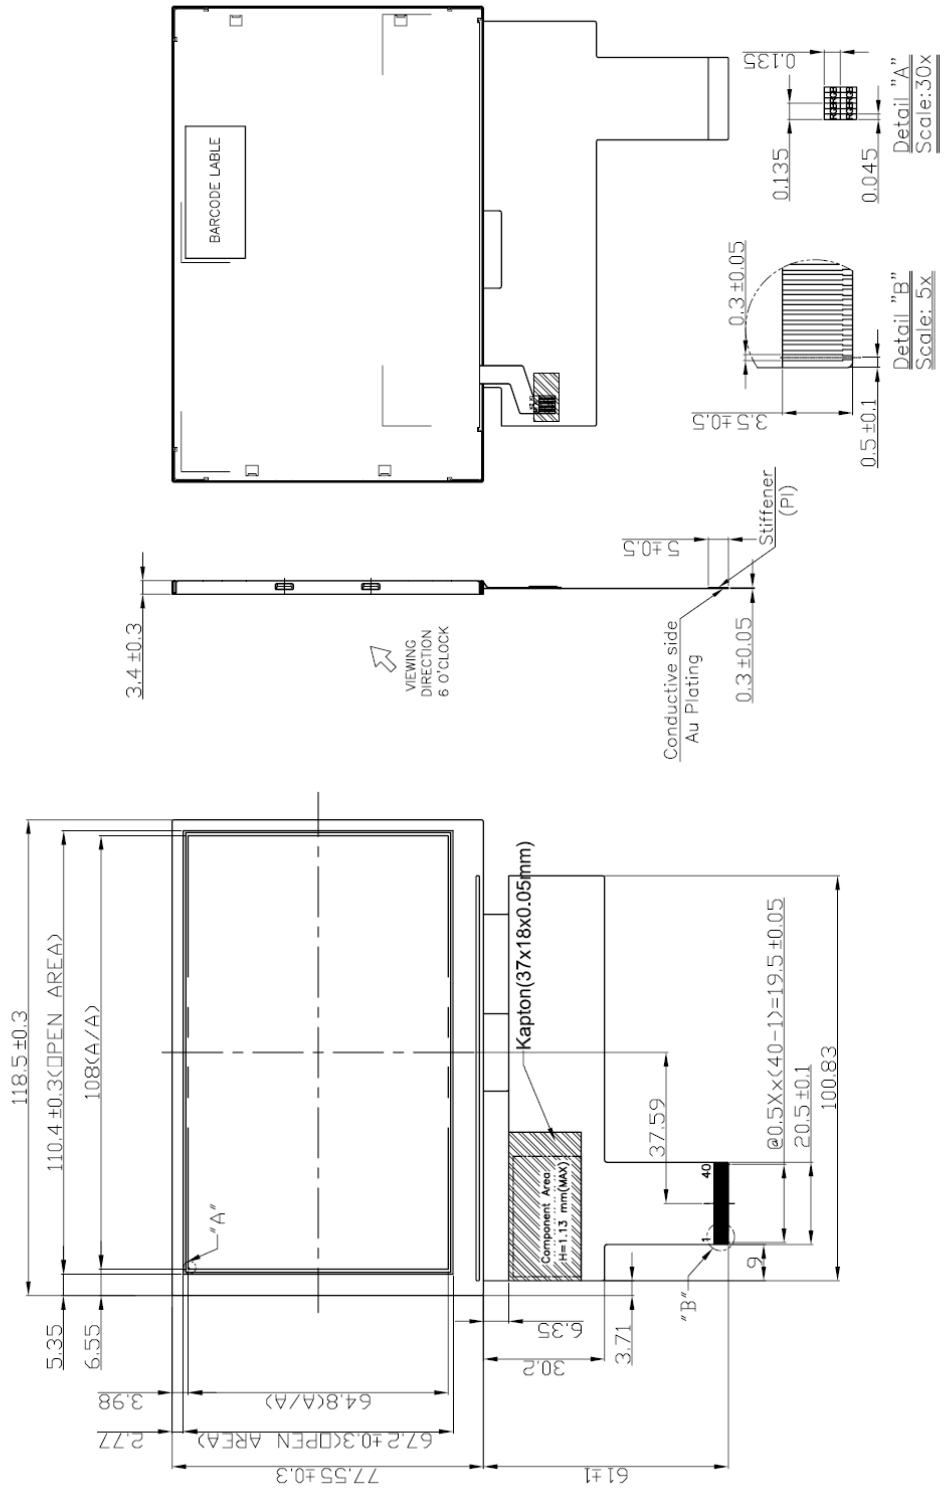 BARCODE LABLE
0.135
0.135
0.045
Detail "A"
Scale:30x
0.3±0.05
3.5±0.5
0.5±0.1
Detail "B"
Scale: 5x
3.4±0.3
VIEWING
DIRECTION
6 O'CLOCK
5±0.5
Stiffener
(PI)
Conductive side
Au Plating
0.3±0.05
118.5±0.3
110.4±0.3(OPEN AREA)
108(A/A)
"A"
5.35
6.55
3.98
64.8(A/A)
2.77
67.2±0.3(OPEN AREA)
77.55±0.3
61±1
Kapton(37x18x0.05mm)
Component Area
H=1.13 mm(MAX)
37.59
@0.5Xx(40-1)=19.5±0.05
20.5±0.1
100.83
1
40
"B"
9
6.35
30.2
3.71